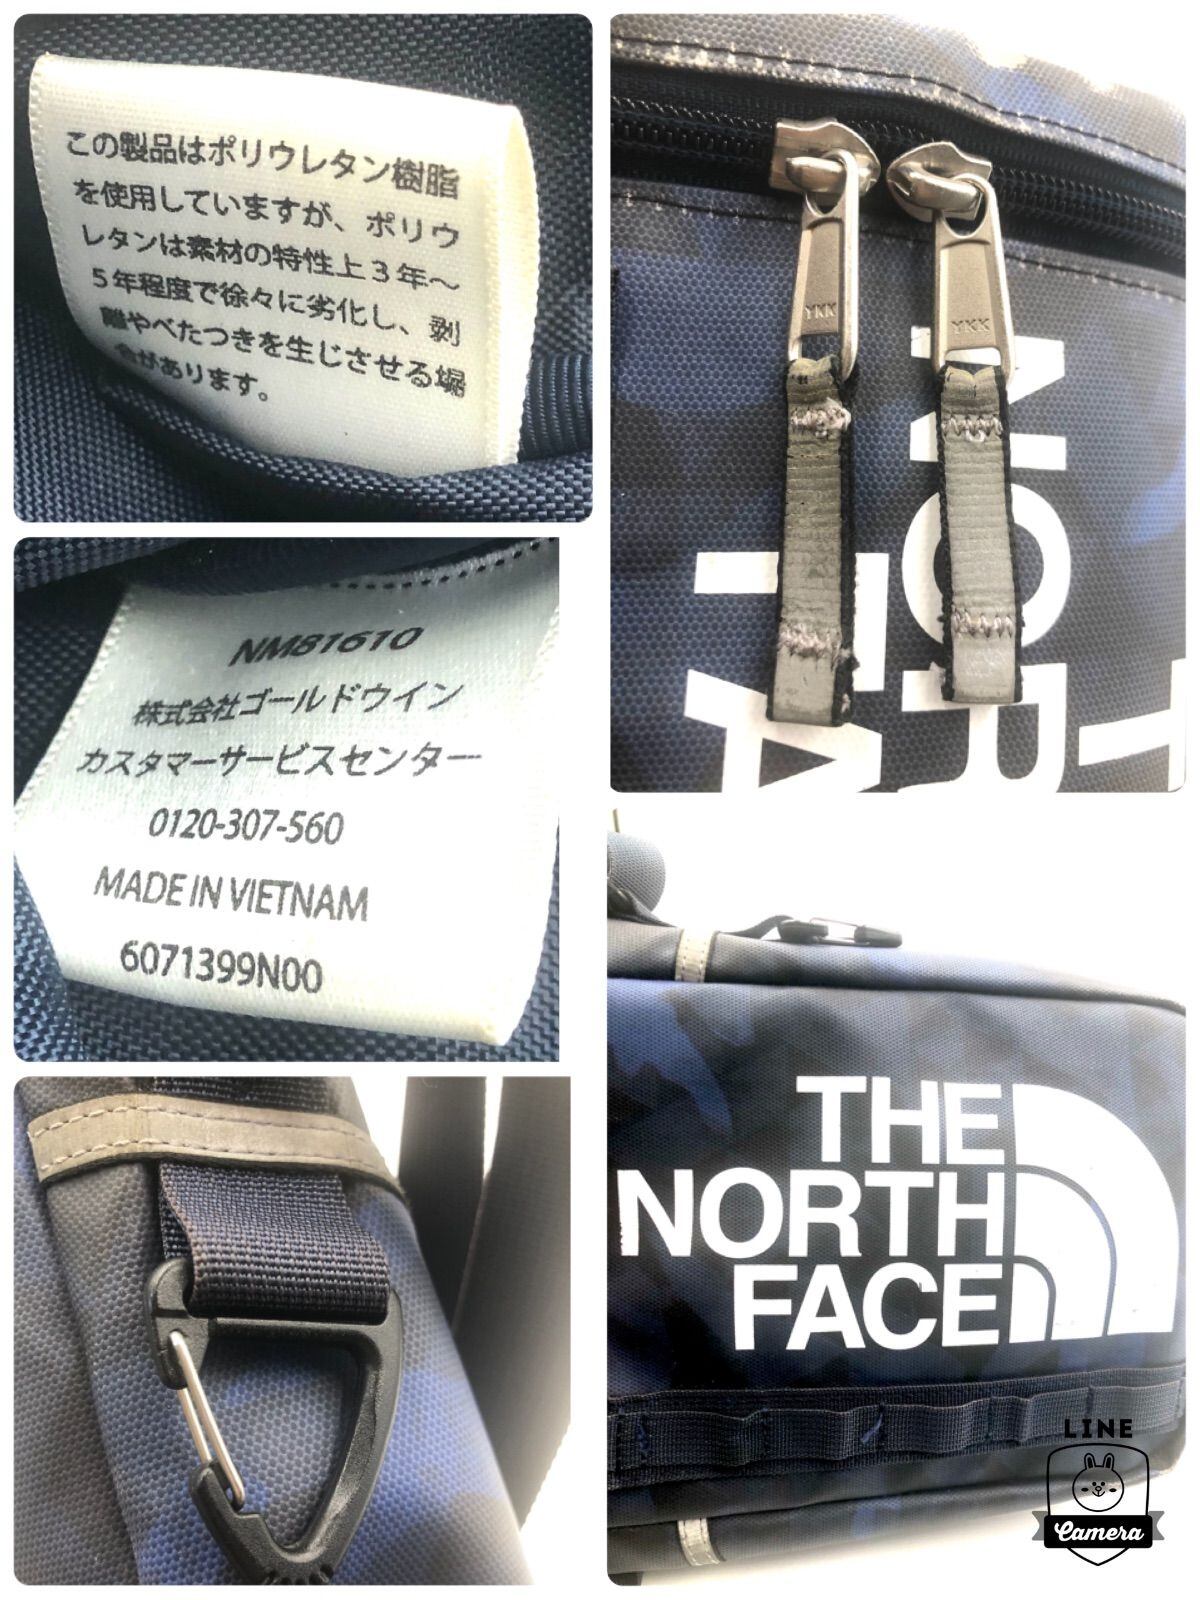 この製品はポリウレタン樹脂
を使用していますが、ポリウ
レタンは素材の特性上3年〜
5年程度で徐々に劣化し、剥
離やべたつきを生じさせる場
合があります。
NM81610
株式会社ゴールドウイン
カスタマーサービスセンター
0120-307-560
MADE IN VIETNAM
6071399N00
YKK
YKK
NOR
THE
NORTH
FACE
LINE
Camera